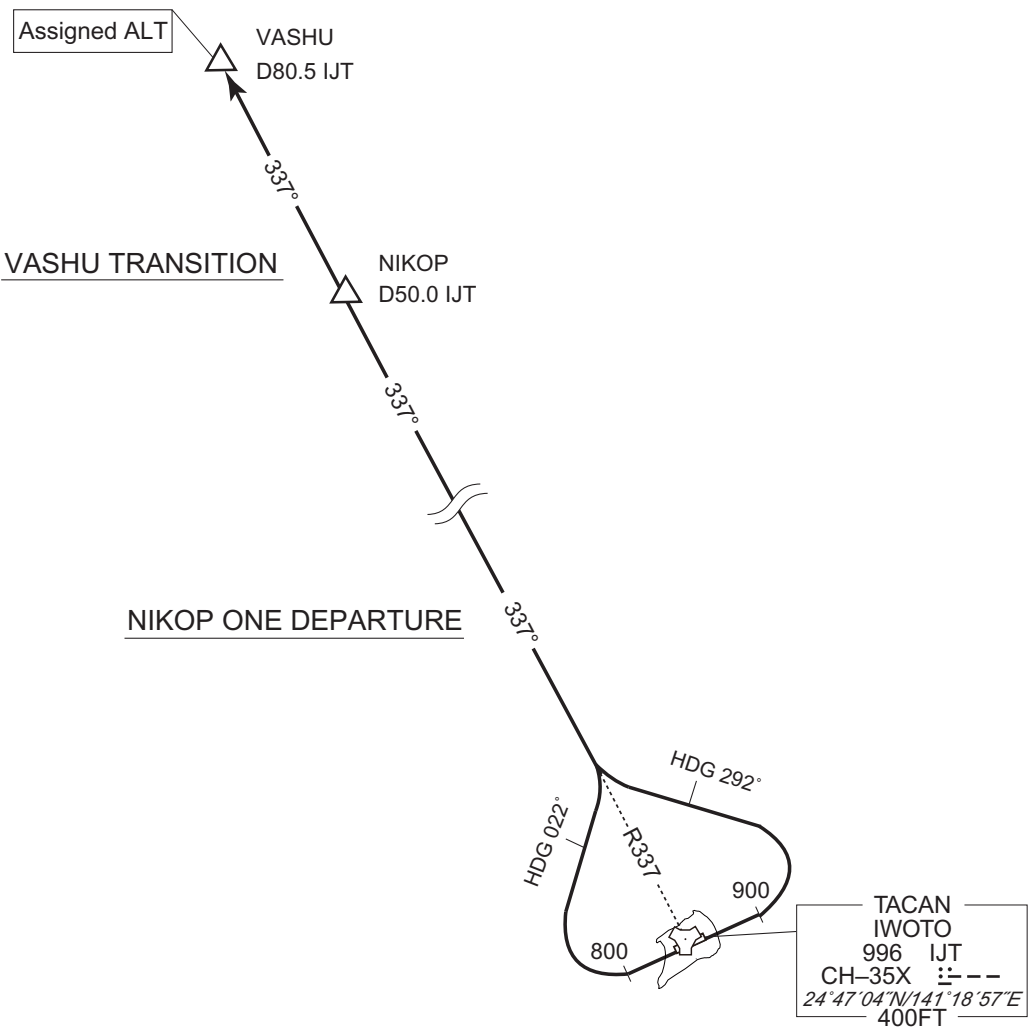 Assigned ALT
VASHU
D80.5 IJT
337°
VASHU TRANSITION
NIKOP
D50.0 IJT
337°
NIKOP ONE DEPARTURE
337°
HDG 292°
HDG 022°
R337
900
800
TACAN
IWOTO
996 IJT
CH–35X
24°47´04˝N/141°18´57˝E
400FT